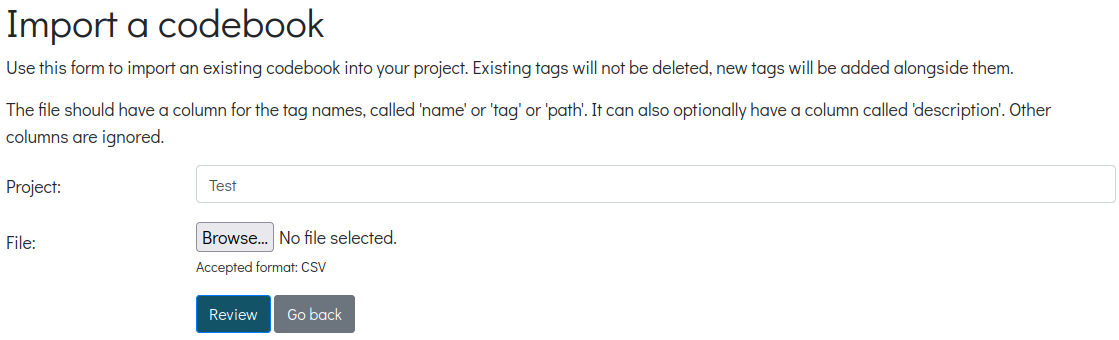 Import a codebook
Use this form to import an existing codebook into your project. Existing tags will not be deleted, new tags will be added alongside them.
The file should have a column for the tag names, called 'name' or 'tag' or 'path'. It can also optionally have a column called 'description'. Other
columns are ignored.
Project:
Test
File:
Browse... No file selected.
Accepted format: CSV
Review Go back